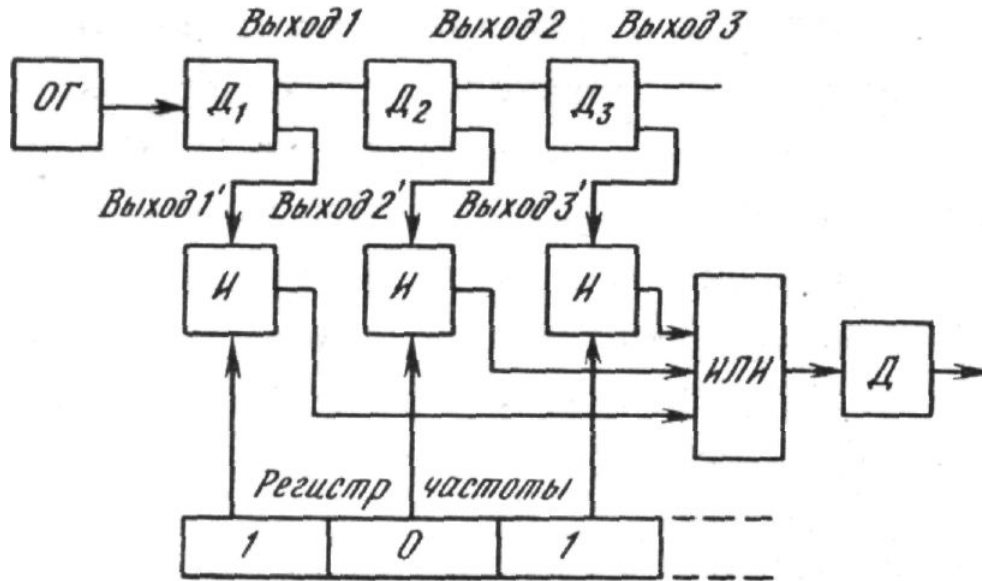 Выход 1 Выход 2 Выход 3
ОГ Д₁ Д₂ Д₃
Выход 1' Выход 2' Выход 3'
И И И
ИЛИ Д
Регистр частоты
1 0 1